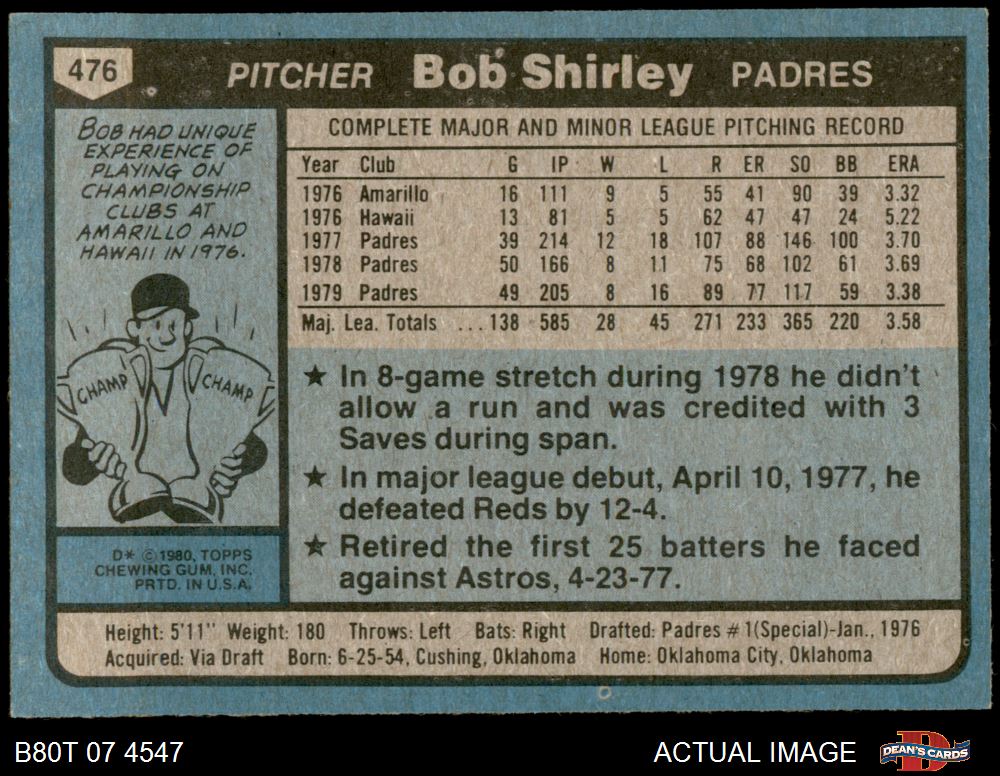 476 PITCHER Bob Shirley PADRES
BOB HAD UNIQUE
EXPERIENCE OF
PLAYING ON
CHAMPIONSHIP
CLUBS AT
AMARILLO AND
HAWAII IN 1976.
CHAMP CHAMP
D* © 1980, TOPPS
CHEWING GUM, INC.
PRTD. IN U.S.A.
COMPLETE MAJOR AND MINOR LEAGUE PITCHING RECORD
Year Club G IP W L R ER SO BB ERA
1976 Amarillo 16 111 9 5 55 41 90 39 3.32
1976 Hawaii 13 81 5 5 62 47 47 24 5.22
1977 Padres 39 214 12 18 107 88 146 100 3.70
1978 Padres 50 166 8 11 75 68 102 61 3.69
1979 Padres 49 205 8 16 89 77 117 59 3.38
Maj. Lea. Totals ...138 585 28 45 271 233 365 220 3.58
★ In 8-game stretch during 1978 he didn't
allow a run and was credited with 3
Saves during span.
★ In major league debut, April 10, 1977, he
defeated Reds by 12-4.
★ Retired the first 25 batters he faced
against Astros, 4-23-77.
Height: 5'11" Weight: 180 Throws: Left Bats: Right Drafted: Padres #1(Special)-Jan., 1976
Acquired: Via Draft Born: 6-25-54, Cushing, Oklahoma Home: Oklahoma City, Oklahoma
B80T 07 4547 ACTUAL IMAGE DEAN'S CARDS